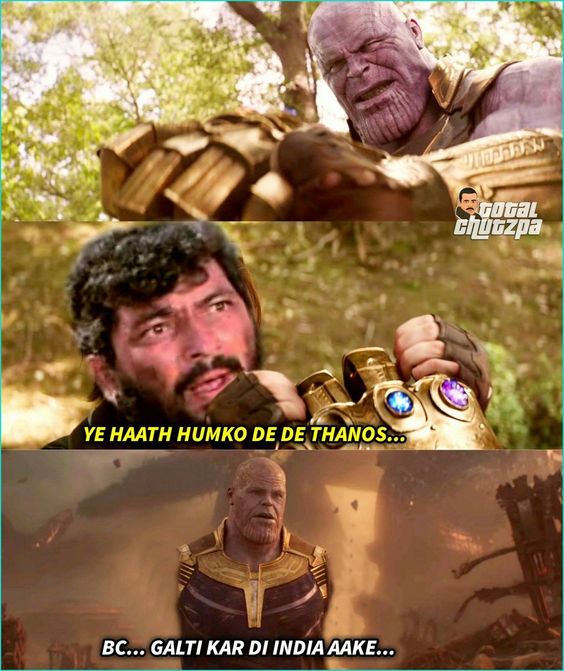 total
chutzpa
YE HAATH HUMKO DE DE THANOS...
BC... GALTI KAR DI INDIA AAKE...